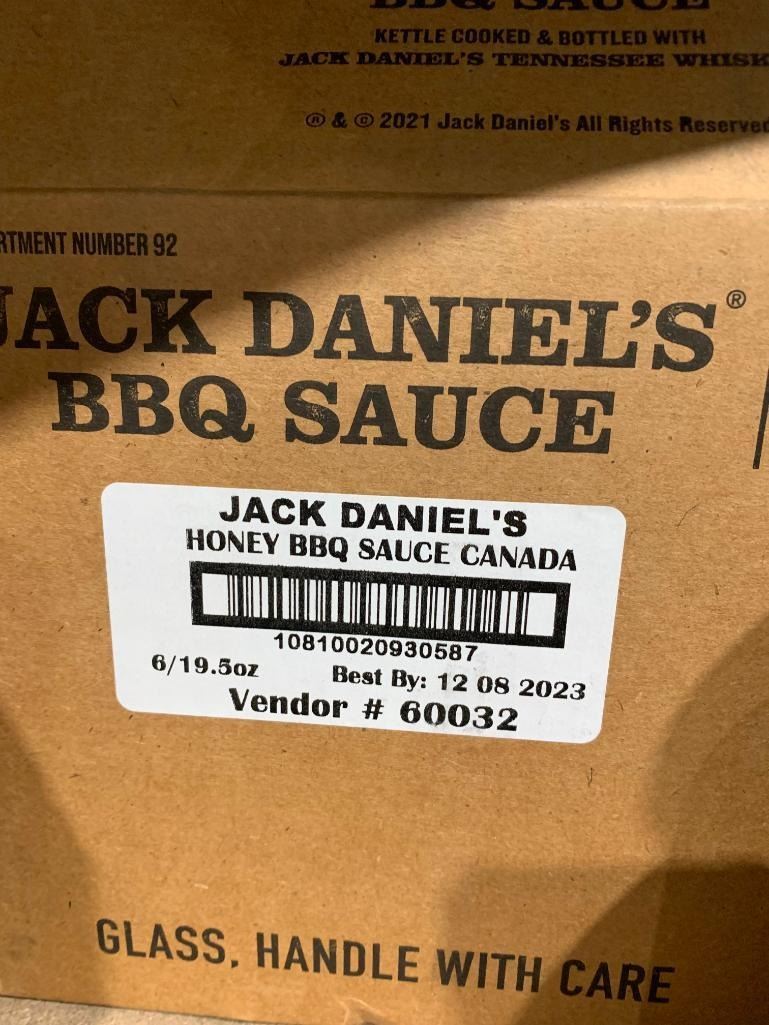 BBQ SAUCE
KETTLE COOKED & BOTTLED WITH
JACK DANIEL'S TENNESSEE WHISK
® & © 2021 Jack Daniel's All Rights Reserved
RTMENT NUMBER 92
JACK DANIEL'S®
BBQ SAUCE
JACK DANIEL'S
HONEY BBQ SAUCE CANADA
10810020930587
6/19.5oz Best By: 12 08 2023
Vendor # 60032
GLASS, HANDLE WITH CARE